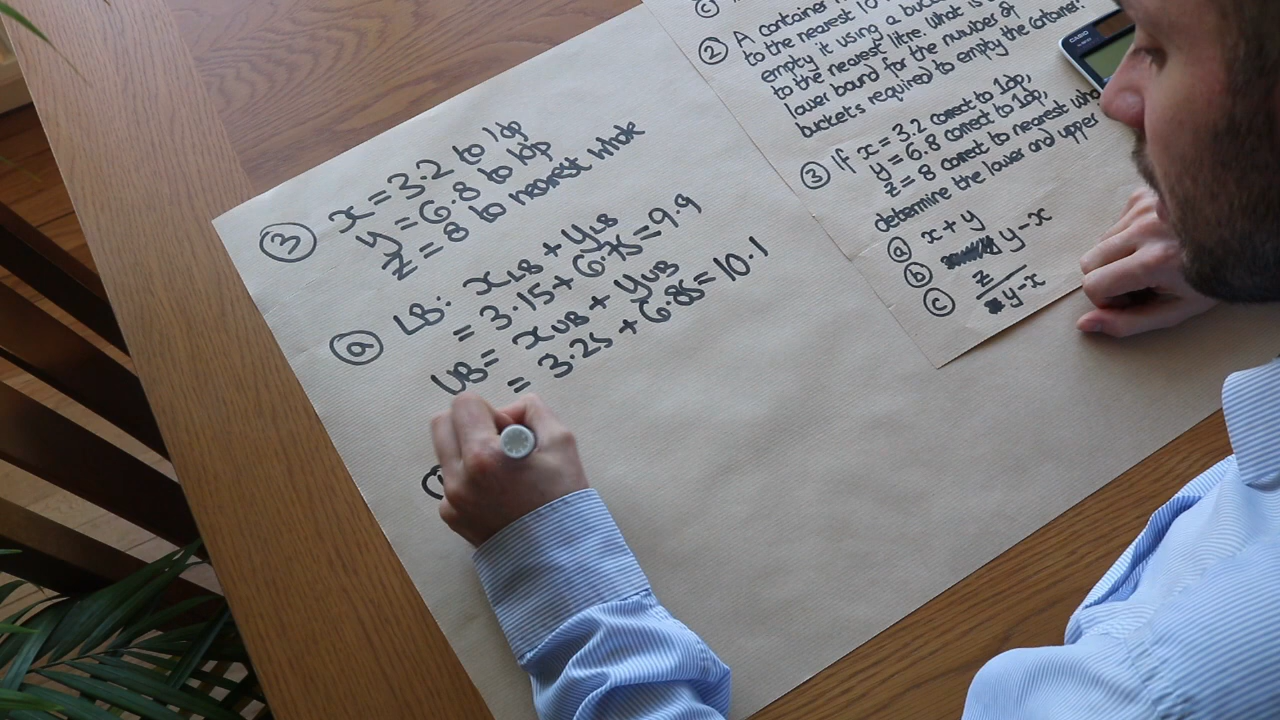 ③ x = 3.2 to 1dp
y = 6.8 to 1dp
z = 8 to nearest whole
ⓐ LB: xLB + yLB
= 3.15 + 6.75 = 9.9
UB = xUB + yUB
= 3.25 + 6.85 = 10.1
ⓒ
② A container
to the nearest 10
empty it using a
to the nearest litre. What is
lower bound for the number of
buckets required to empty the container?
③ If x = 3.2 correct to 1dp,
y = 6.8 correct to 1dp,
z = 8 correct to nearest
determine the lower and upper
ⓐ x + y
ⓑ y - x
ⓒ z
y - x
CASIO